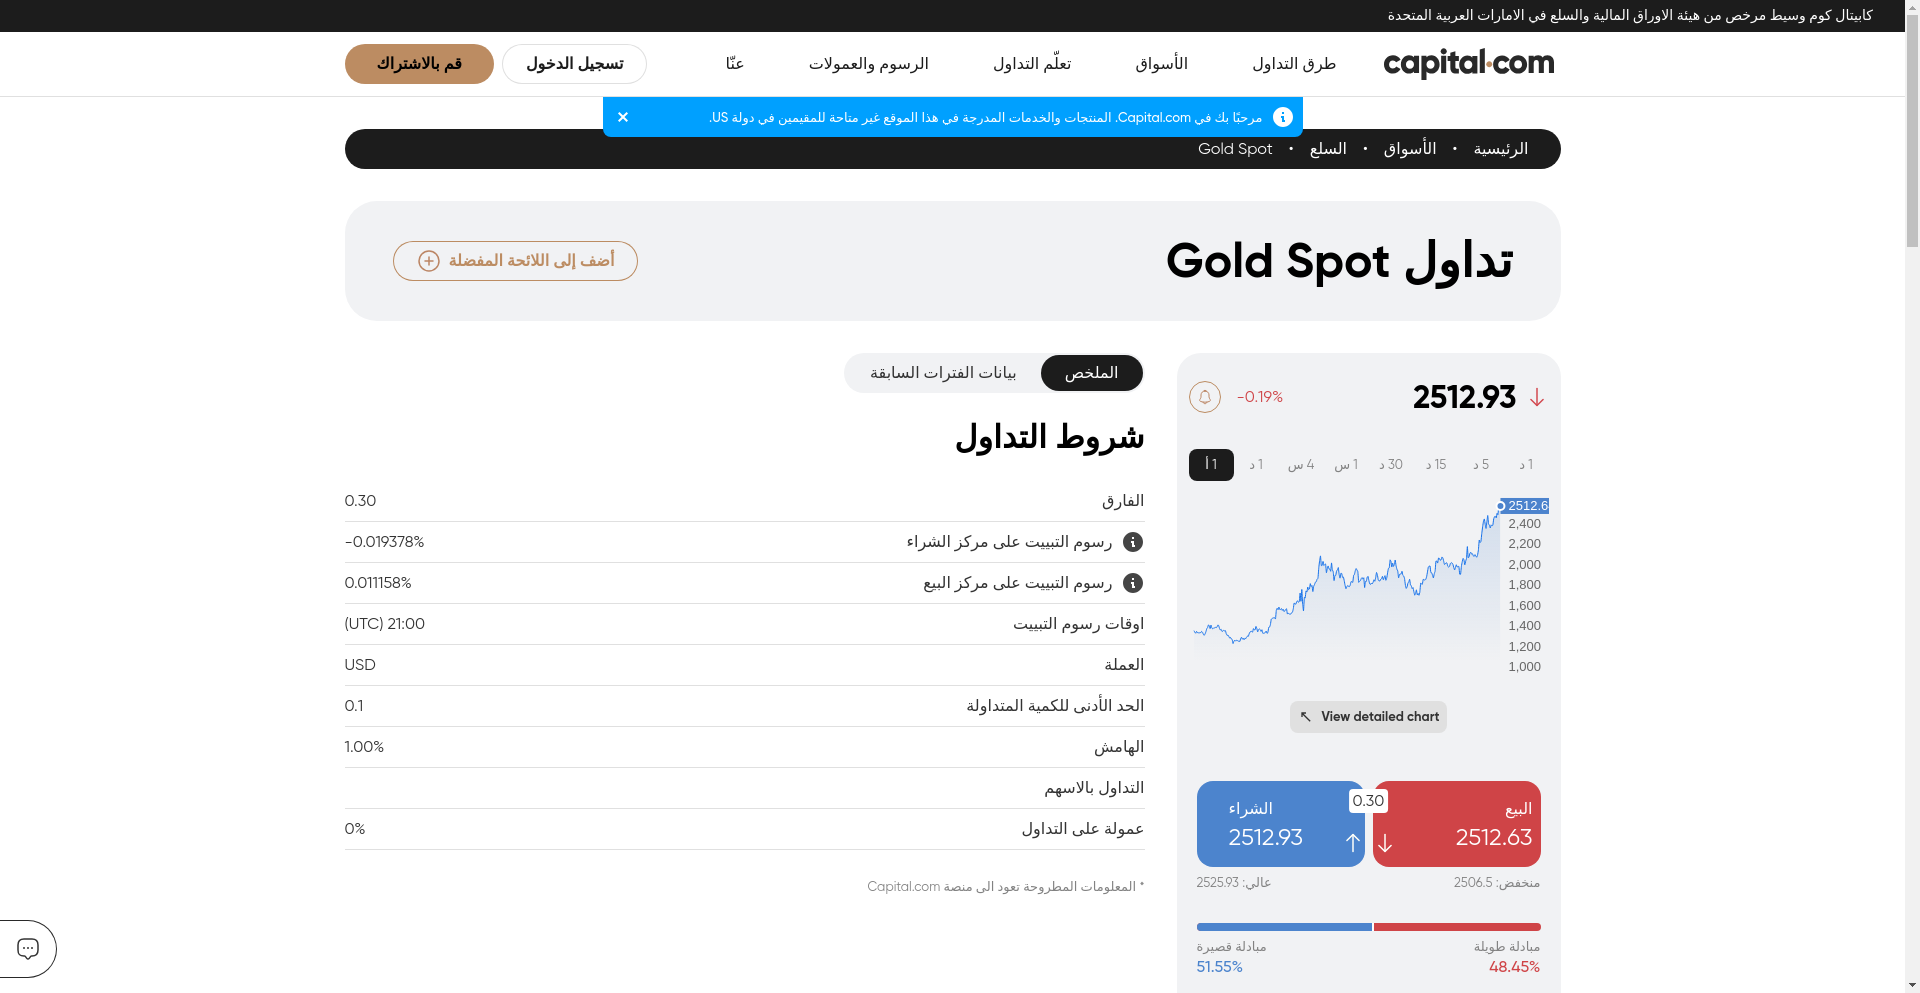 كابيتال كوم وسيط مرخص من هيئة الاوراق المالية والسلع في الامارات العربية المتحدة
capital.com
طرق التداول
الأسواق
تعلّم التداول
الرسوم والعمولات
عنّا
تسجيل الدخول
قم بالاشتراك
مرحبًا بك في Capital.com. المنتجات والخدمات المدرجة في هذا الموقع غير متاحة للمقيمين في دولة US.
الرئيسية • الأسواق • السلع • Gold Spot
تداول Gold Spot
أضف إلى اللائحة المفضلة
2512.93
-0.19%
1 د
5 د
15 د
30 د
1 س
4 س
1 د
1 أ
2512.6
2,400
2,200
2,000
1,800
1,600
1,400
1,200
1,000
View detailed chart
البيع
2512.63
0.30
الشراء
2512.93
منخفض: 2506.5
عالي: 2525.93
مبادلة طويلة
48.45%
مبادلة قصيرة
51.55%
الملخص
بيانات الفترات السابقة
شروط التداول
الفارق 0.30
رسوم التبييت على مركز الشراء -0.019378%
رسوم التبييت على مركز البيع 0.011158%
اوقات رسوم التبييت 21:00 (UTC)
العملة USD
الحد الأدنى للكمية المتداولة 0.1
الهامش 1.00%
التداول بالاسهم
عمولة على التداول 0%
* المعلومات المطروحة تعود الى منصة Capital.com